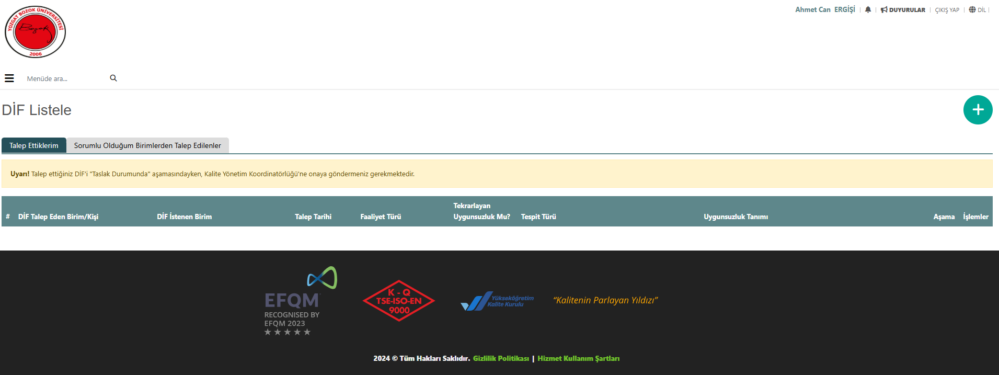 YOZGAT BOZOK ÜNİVERSİTESİ
Bozok
2006
Ahmet Can ERGİŞİ | | DUYURULAR | ÇIKIŞ YAP | DİL |
Menüde ara...
DİF Listele
Talep Ettiklerim
Sorumlu Olduğum Birimlerden Talep Edilenler
Uyarı! Talep ettiğiniz DİF'i "Taslak Durumunda" aşamasındayken, Kalite Yönetim Koordinatörlüğü'ne onaya göndermeniz gerekmektedir.
# DİF Talep Eden Birim/Kişi DİF İstenen Birim Talep Tarihi Faaliyet Türü Tekrarlayan Uygunsuzluk Mu? Tespit Türü Uygunsuzluk Tanımı Aşama İşlemler
EFQM
RECOGNISED BY
EFQM 2023
K - Q
TSE-ISO-EN
9000
Yükseköğretim
Kalite Kurulu
“Kalitenin Parlayan Yıldızı”
2024 © Tüm Hakları Saklıdır. Gizlilik Politikası | Hizmet Kullanım Şartları